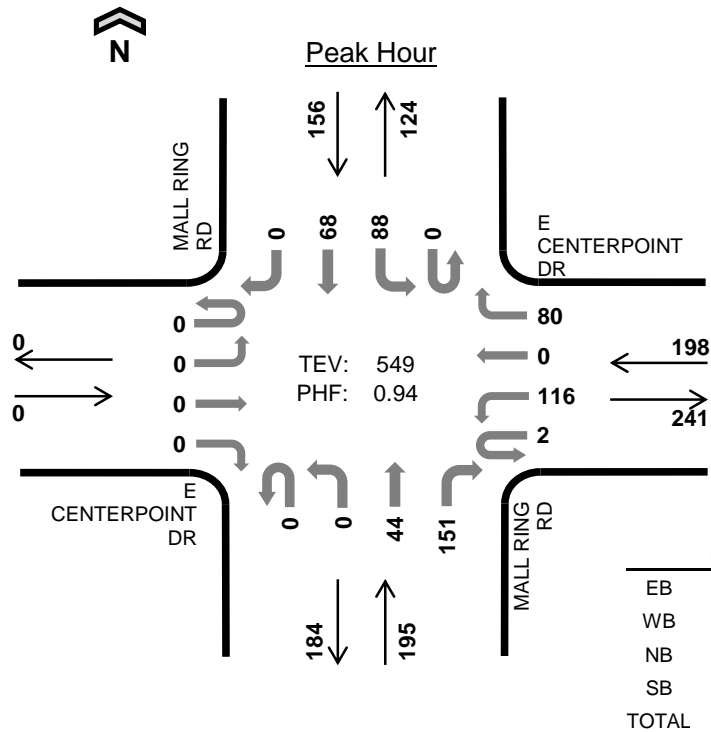 N
Peak Hour
156
124
MALL RING
RD
0
68
88
0
E
CENTERPOINT
DR
0
0
0
0
0
0
TEV: 549
PHF: 0.94
80
0
116
2
198
241
E
CENTERPOINT
DR
0
0
44
151
MALL RING
RD
184
195
EB
WB
NB
SB
TOTAL